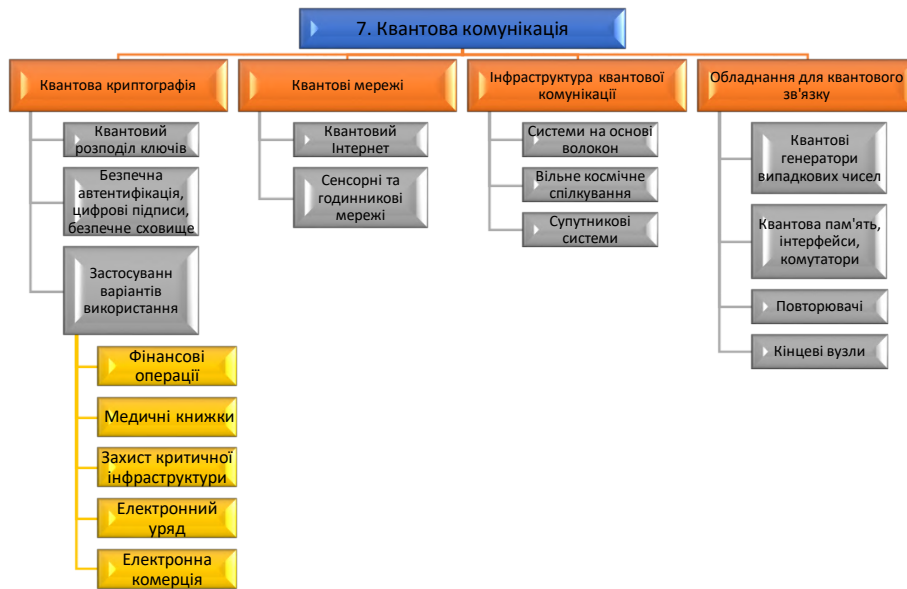 7. Квантова комунікація
Квантова криптографія
Квантовий
розподіл ключів
Безпечна
автентифікація,
цифрові підписи,
безпечне сховище
Застосуванн
варіантів
використання
Фінансові
операції
Медичні книжки
Захист критичної
інфраструктури
Електронний
уряд
Електронна
комерція
Квантові мережі
Квантовий
Інтернет
Сенсорні та
годинникові
мережі
Інфраструктура квантової
комунікації
Системи на основі
волокон
Вільне космічне
спілкування
Супутникові
системи
Обладнання для квантового
зв'язку
Квантові
генератори
випадкових чисел
Квантова пам'ять,
інтерфейси,
комутатори
Повторювачі
Кінцеві вузли